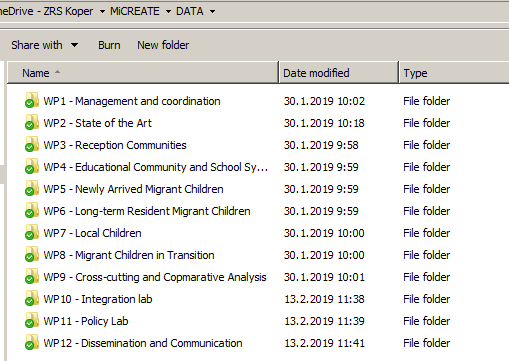 neDrive - ZRS Koper MiCREATE DATA
Share with Burn New folder
Name Date modified Type
WP1 - Management and coordination 30.1.2019 10:02 File folder
WP2 - State of the Art 30.1.2019 10:18 File folder
WP3 - Reception Communities 30.1.2019 9:58 File folder
WP4 - Educational Community and School Sy... 30.1.2019 9:59 File folder
WP5 - Newly Arrived Migrant Children 30.1.2019 9:59 File folder
WP6 - Long-term Resident Migrant Children 30.1.2019 9:59 File folder
WP7 - Local Children 30.1.2019 10:00 File folder
WP8 - Migrant Children in Transition 30.1.2019 10:00 File folder
WP9 - Cross-cutting and Copmarative Analysis 30.1.2019 10:01 File folder
WP10 - Integration lab 13.2.2019 11:38 File folder
WP11 - Policy Lab 13.2.2019 11:39 File folder
WP12 - Dissemination and Communication 13.2.2019 11:41 File folder